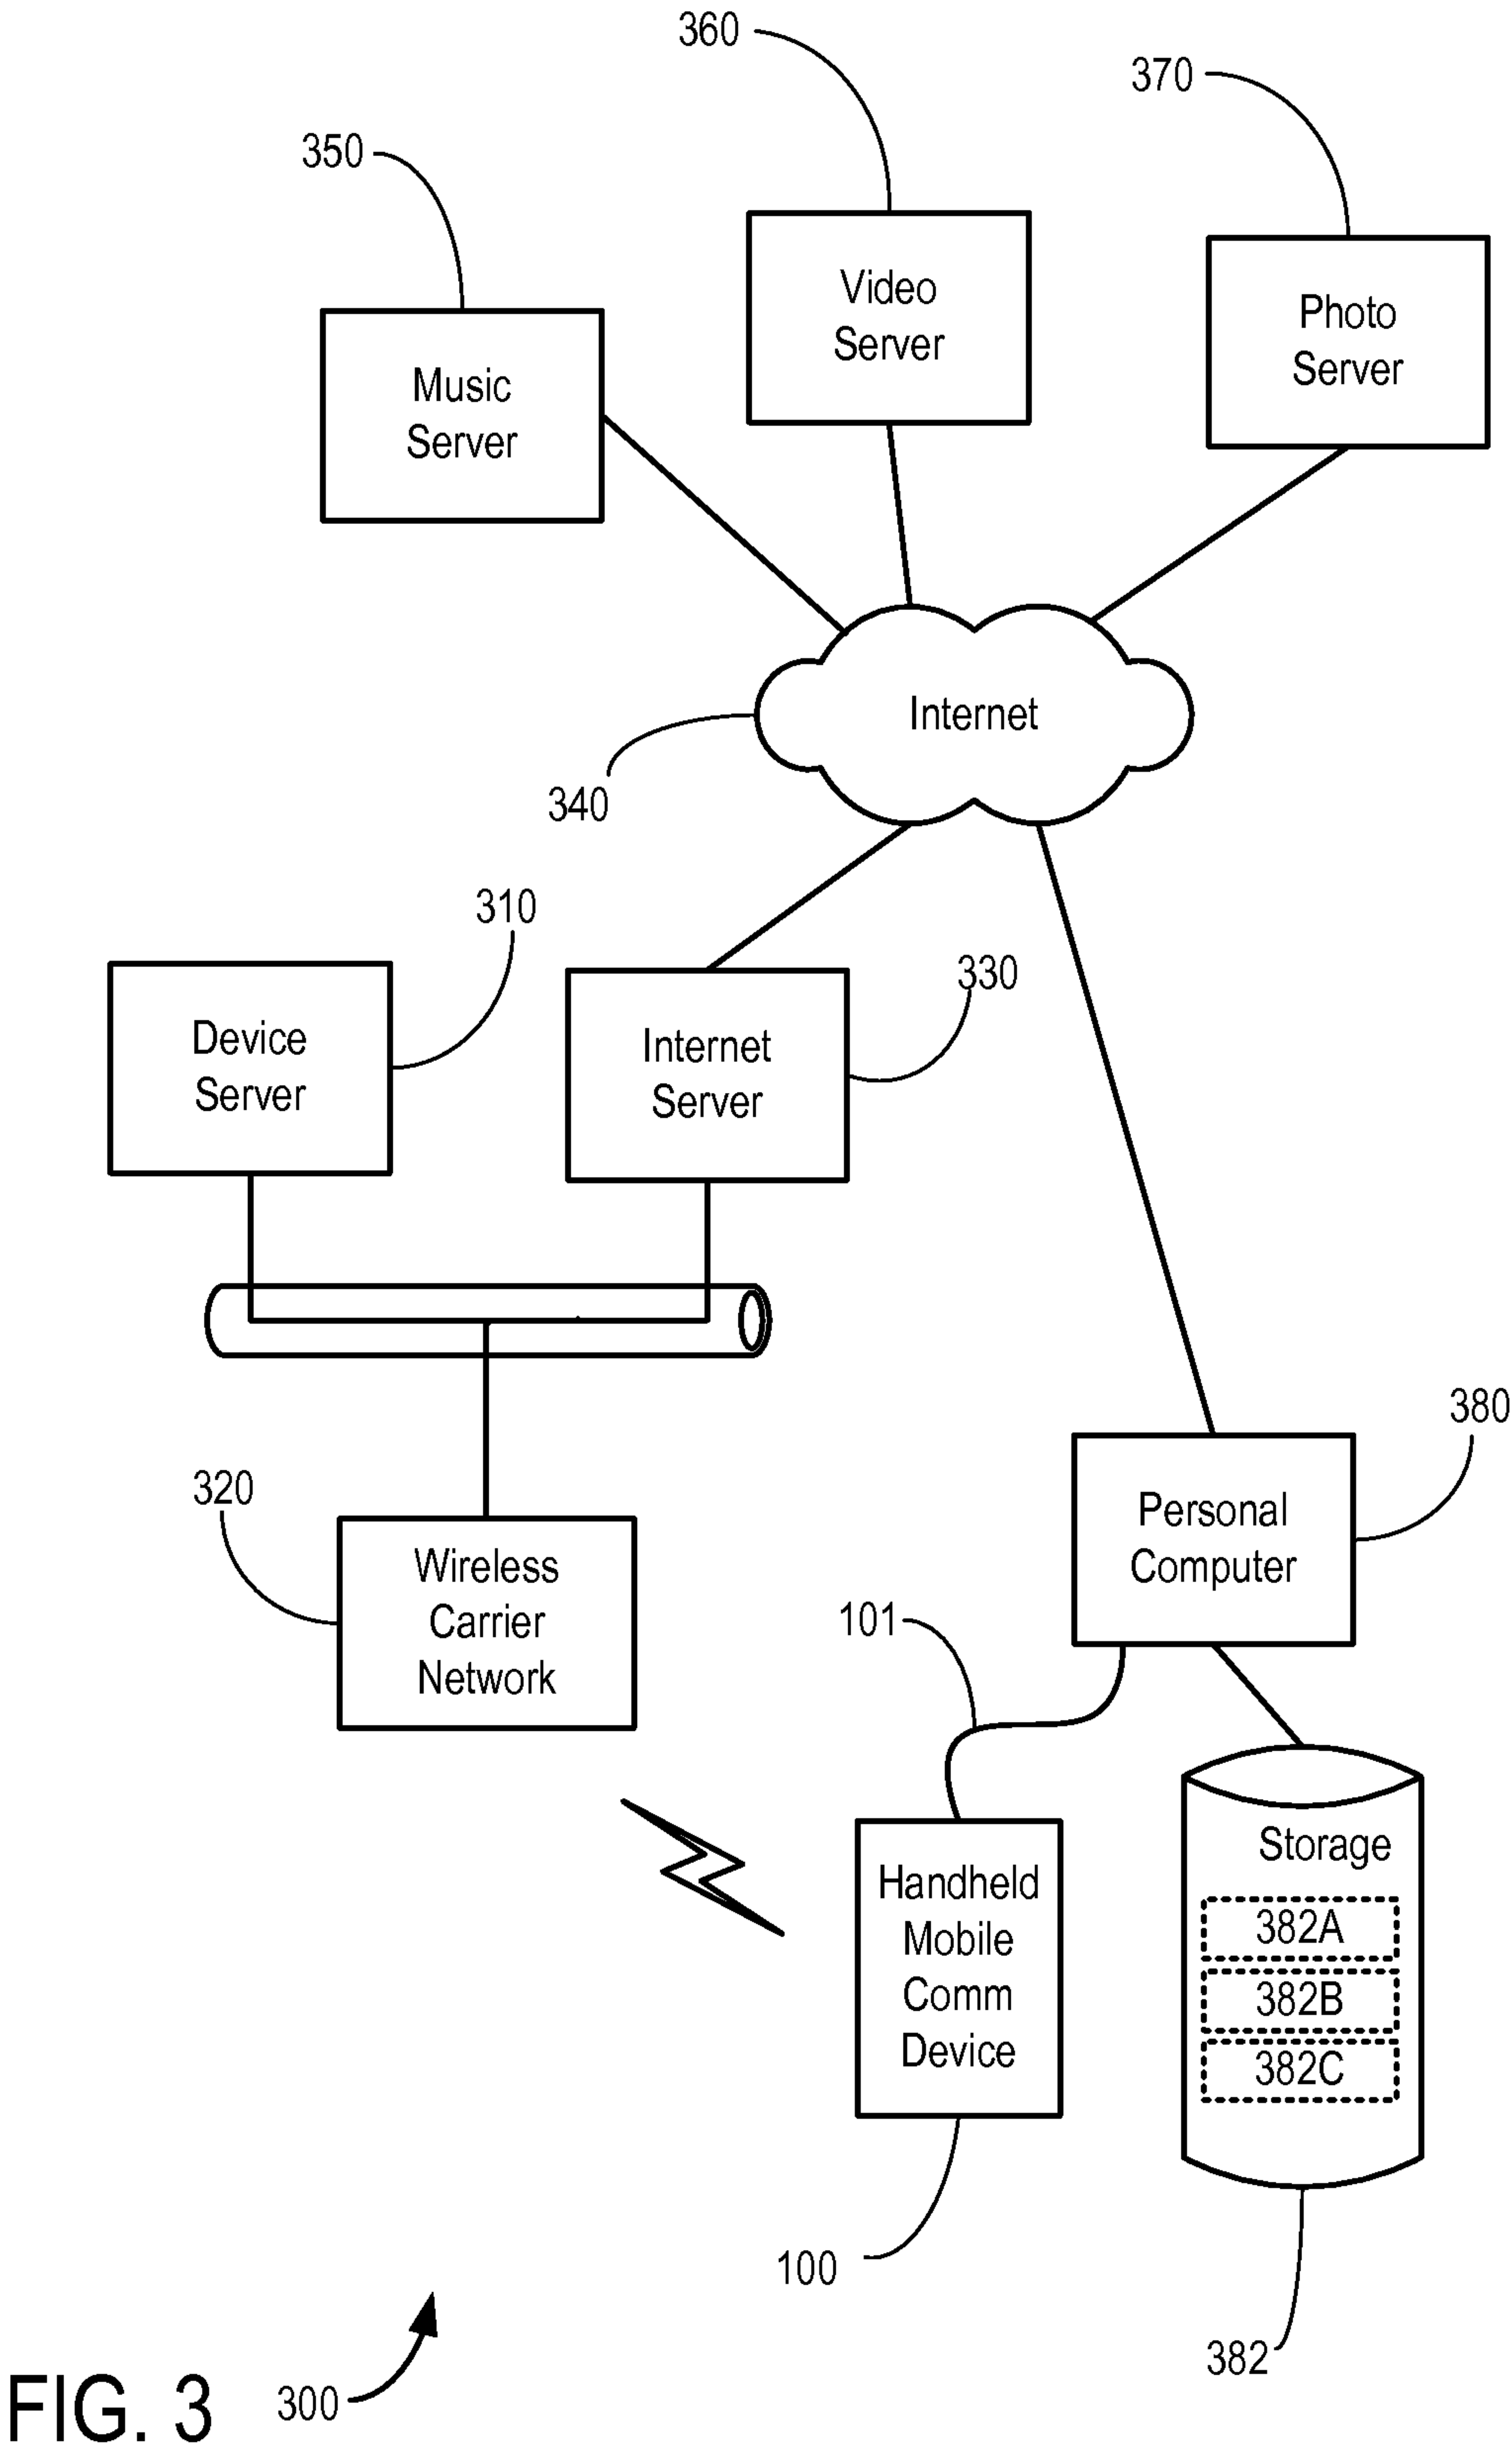 360
370
350
Video
Server
Photo
Server
Music
Server
Internet
340
310
330
Device
Server
Internet
Server
380
320
Personal
Computer
Wireless
Carrier
Network
101
Storage
Handheld
Mobile
Comm
Device
382A
382B
382C
100
382
300
FIG. 3